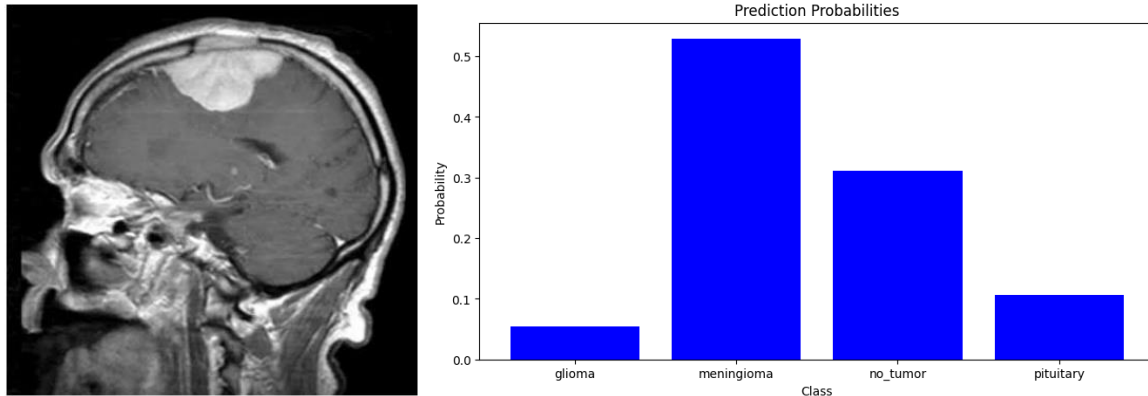 Prediction Probabilities
Probability
0.5
0.4
0.3
0.2
0.1
0.0
glioma meningioma no_tumor pituitary
Class